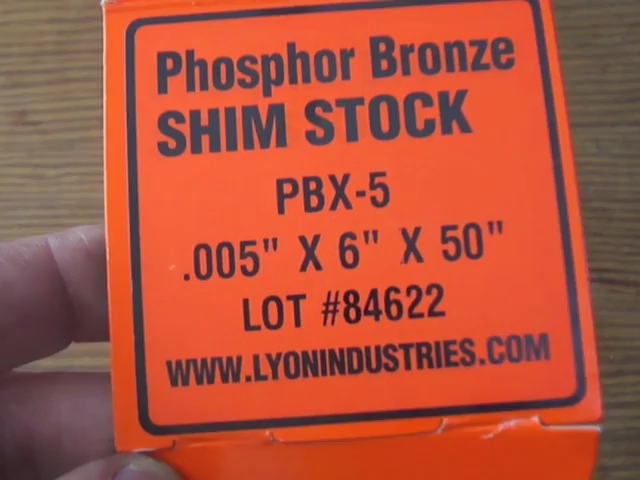 Phosphor Bronze
SHIM STOCK
PBX-5
.005" X 6" X 50"
LOT #84622
WWW.LYONINDUSTRIES.COM